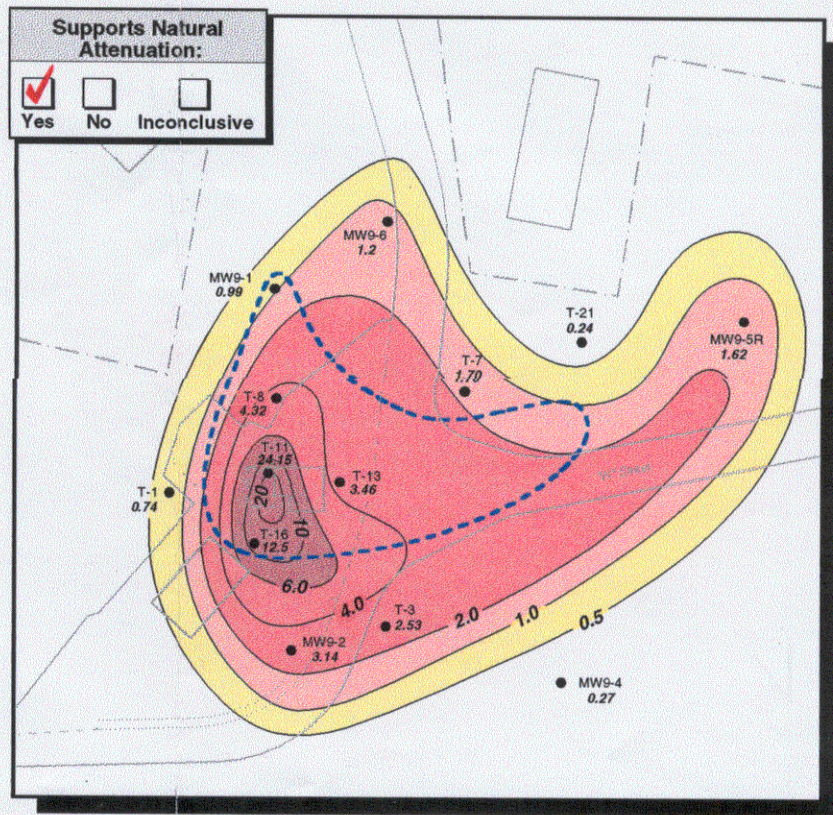 Supports Natural
Attenuation:
Yes No Inconclusive
MW9-6
1.2
MW9-1
0.99
T-21
0.24
MW9-5R
1.62
T-7
1.70
T-8
4.32
T-11
24.15
T-13
3.46
T-1
0.74
20
10
T-16
12.5
6.0
4.0
T-3
2.53
2.0
1.0
0.5
MW9-2
3.14
MW9-4
0.27